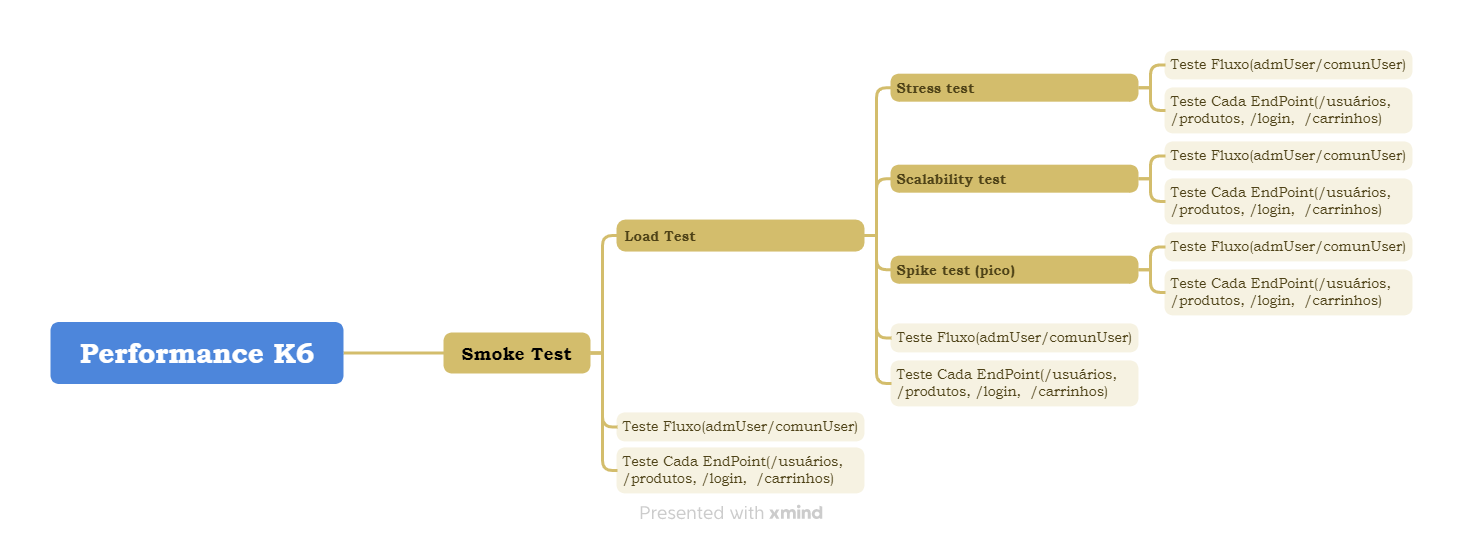 Performance K6
Smoke Test
Load Test
Stress test
Teste Fluxo(admUser/comunUser)
Teste Cada EndPoint(/usuários,
/produtos, /login,  /carrinhos)
Scalability test
Teste Fluxo(admUser/comunUser)
Teste Cada EndPoint(/usuários,
/produtos, /login,  /carrinhos)
Spike test (pico)
Teste Fluxo(admUser/comunUser)
Teste Cada EndPoint(/usuários,
/produtos, /login,  /carrinhos)
Teste Fluxo(admUser/comunUser)
Teste Cada EndPoint(/usuários,
/produtos, /login,  /carrinhos)
Teste Fluxo(admUser/comunUser)
Teste Cada EndPoint(/usuários,
/produtos, /login,  /carrinhos)
Presented with xmind